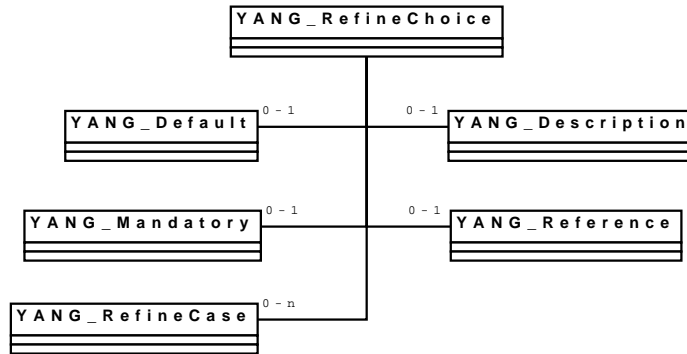 YANG_RefineChoice
0-1
0-1
YANG_Default
YANG_Description
0-1
0-1
YANG_Mandatory
YANG_Reference
0-n
YANG_RefineCase